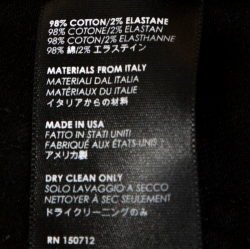 98% COTTON/2% ELASTANE
98% COTONE/2% ELASTAN
98% COTON/2% ELASTHANNE
98% 綿/2% エラステイン
MATERIALS FROM ITALY
MATERIALI DAL ITALIA
MATÉRIAUX DU ITALIA
イタリアからの材料
MADE IN USA
FATTO IN STATI UNITI
FABRIQUÉ AUX ÉTATS-UNIS
アメリカ製
DRY CLEAN ONLY
SOLO LAVAGGIO A SECCO
NETTOYER À SEC SEULEMENT
ドライクリーニングのみ
RN 150712